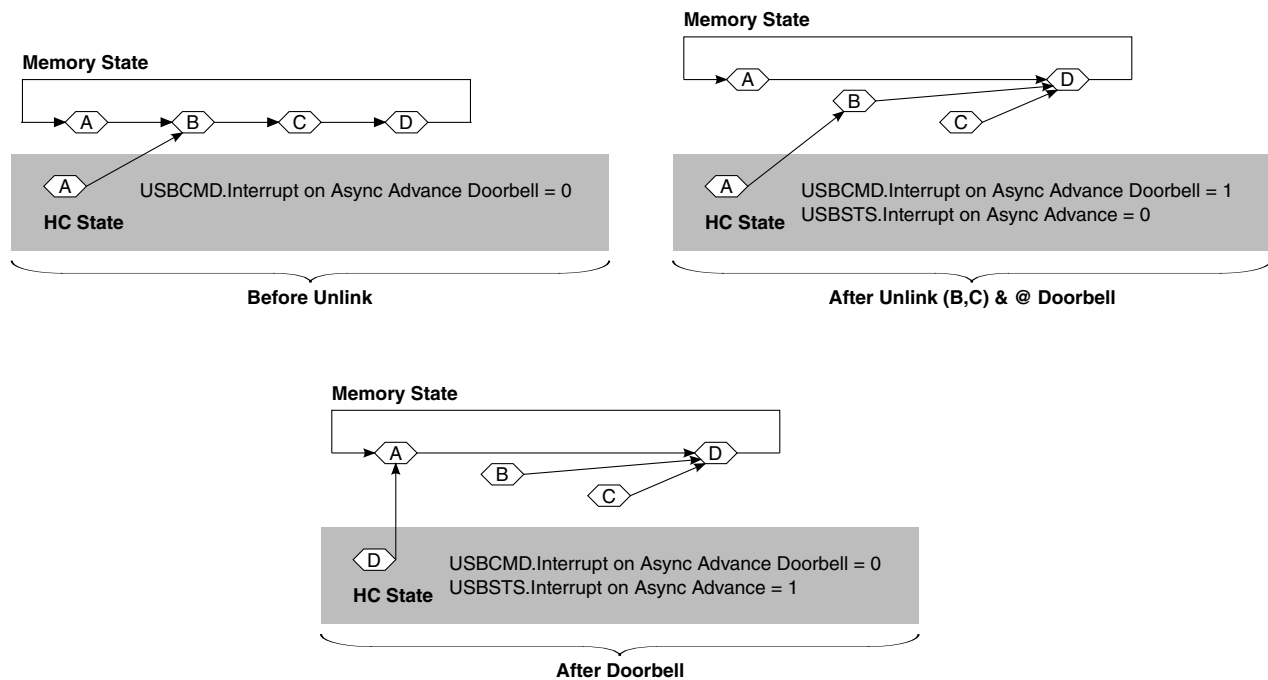 Memory State
A
B
C
D
A
USBCMD.Interrupt on Async Advance Doorbell = 0
HC State
Before Unlink
Memory State
A
D
B
C
A
USBCMD.Interrupt on Async Advance Doorbell = 1
USBSTS.Interrupt on Async Advance = 0
HC State
After Unlink (B,C) & @ Doorbell
Memory State
A
D
B
C
D
USBCMD.Interrupt on Async Advance Doorbell = 0
USBSTS.Interrupt on Async Advance = 1
HC State
After Doorbell